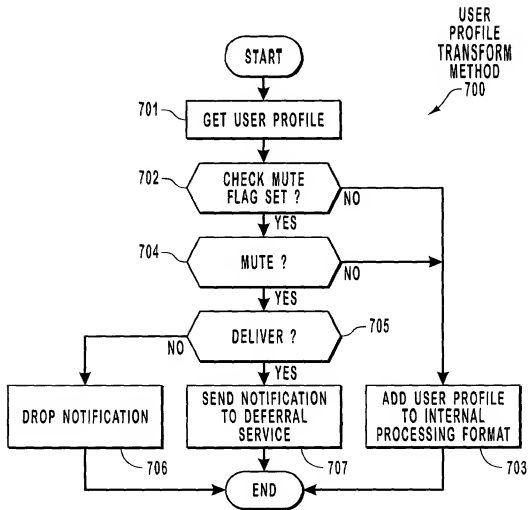 USER
PROFILE
TRANSFORM
METHOD
700
START
701
GET USER PROFILE
702
CHECK MUTE
FLAG SET ?
NO
YES
704
MUTE ?
NO
YES
705
DELIVER ?
NO
YES
DROP NOTIFICATION
706
SEND NOTIFICATION
TO DEFERRAL
SERVICE
707
ADD USER PROFILE
TO INTERNAL
PROCESSING FORMAT
703
END